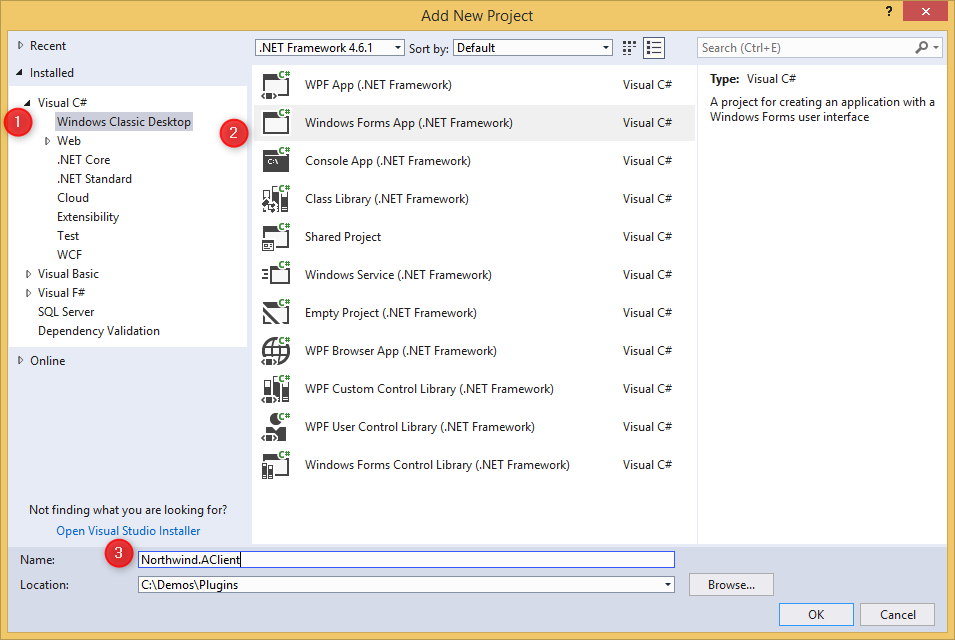 Add New Project
?
Recent
Installed
Visual C#
1
Windows Classic Desktop
Web
.NET Core
.NET Standard
Cloud
Extensibility
Test
WCF
Visual Basic
Visual F#
SQL Server
Dependency Validation
Online
Not finding what you are looking for?
Open Visual Studio Installer
.NET Framework 4.6.1 Sort by: Default
Search (Ctrl+E)
C# WPF App (.NET Framework) Visual C#
2
C# Windows Forms App (.NET Framework) Visual C#
C# C:\ Console App (.NET Framework) Visual C#
C# Class Library (.NET Framework) Visual C#
C# Shared Project Visual C#
C# Windows Service (.NET Framework) Visual C#
C# Empty Project (.NET Framework) Visual C#
C# WPF Browser App (.NET Framework) Visual C#
C# WPF Custom Control Library (.NET Framework) Visual C#
C# WPF User Control Library (.NET Framework) Visual C#
C# Windows Forms Control Library (.NET Framework) Visual C#
Type: Visual C#
A project for creating an application with a
Windows Forms user interface
3
Name: Northwind.AClient
Location: C:\Demos\Plugins Browse...
OK Cancel